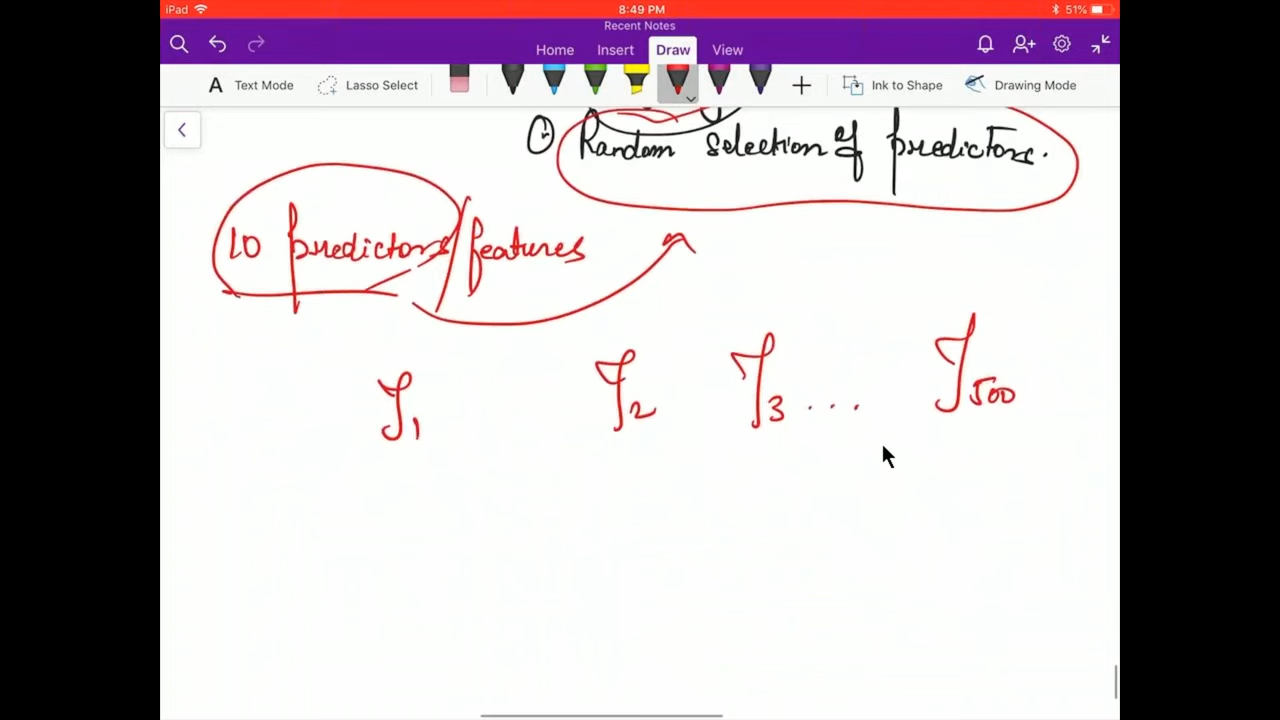 iPad 8:49 PM 51%
Recent Notes
Home Insert Draw View
A Text Mode Lasso Select Ink to Shape Drawing Mode
Random selection of predictors.
10 predictors/features
T1 T2 T3 ... T500